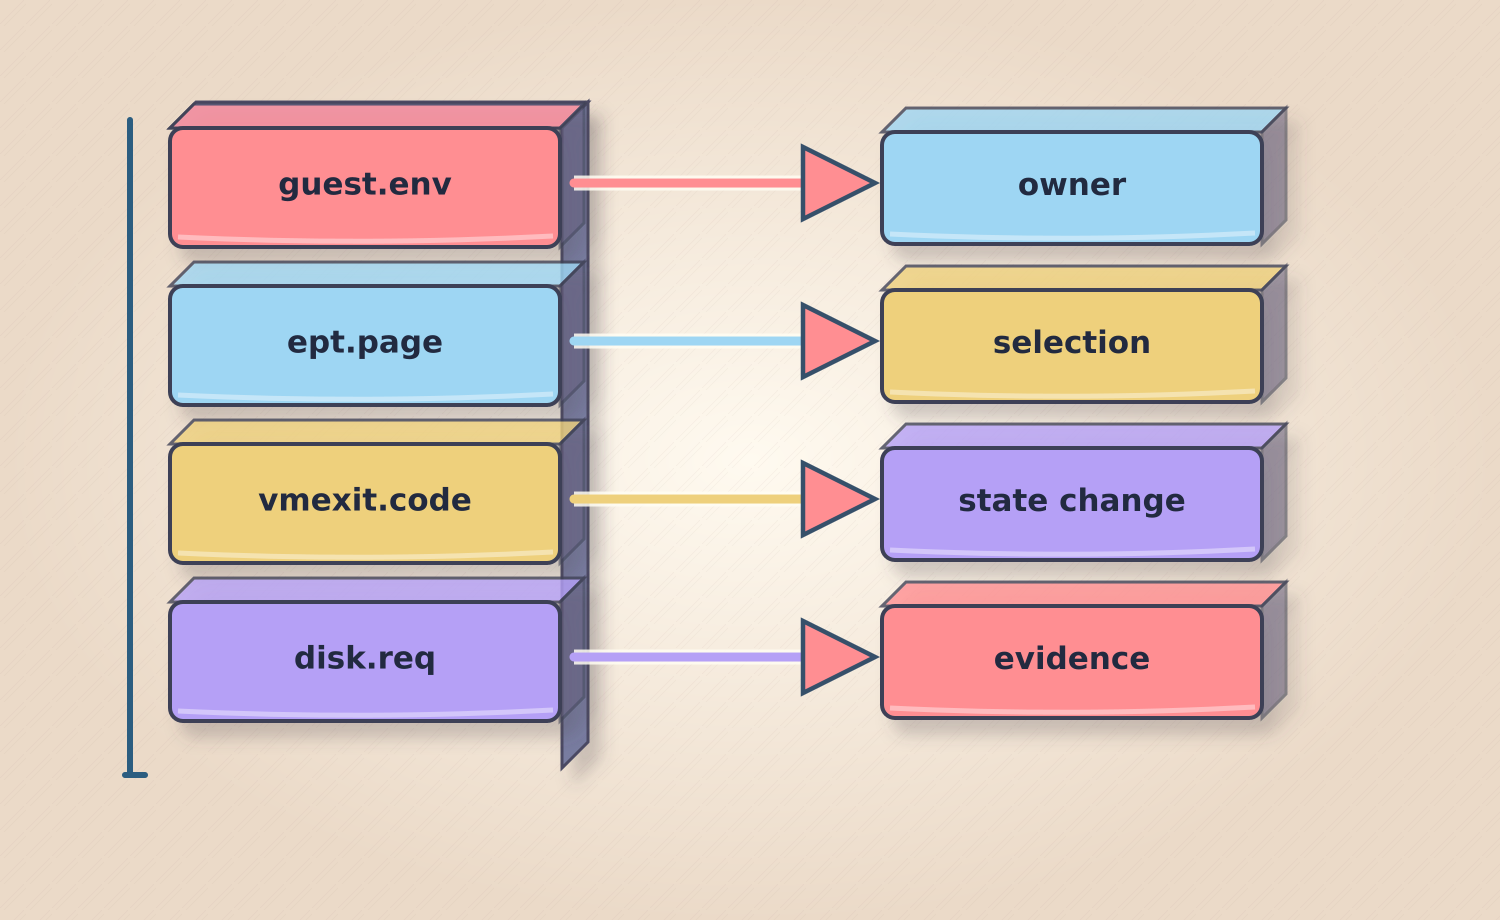 guest.env
owner
ept.page
selection
vmexit.code
state change
disk.req
evidence